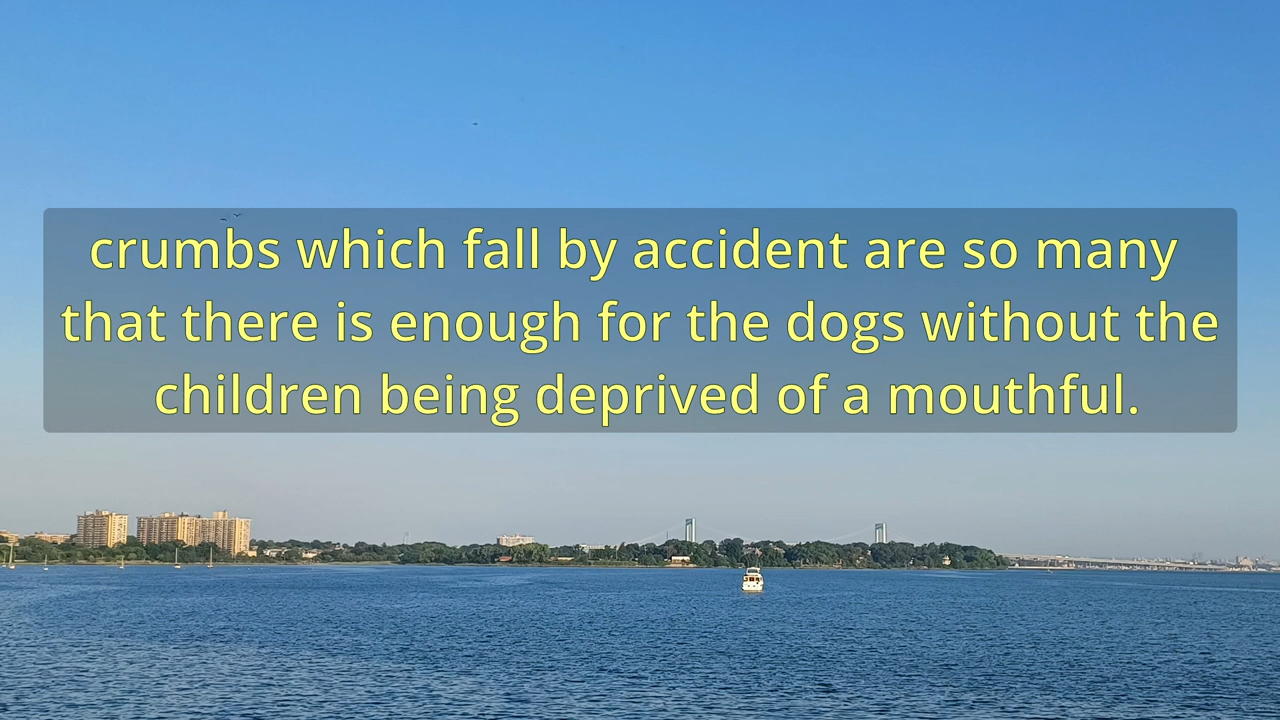 crumbs which fall by accident are so many
that there is enough for the dogs without the
children being deprived of a mouthful.